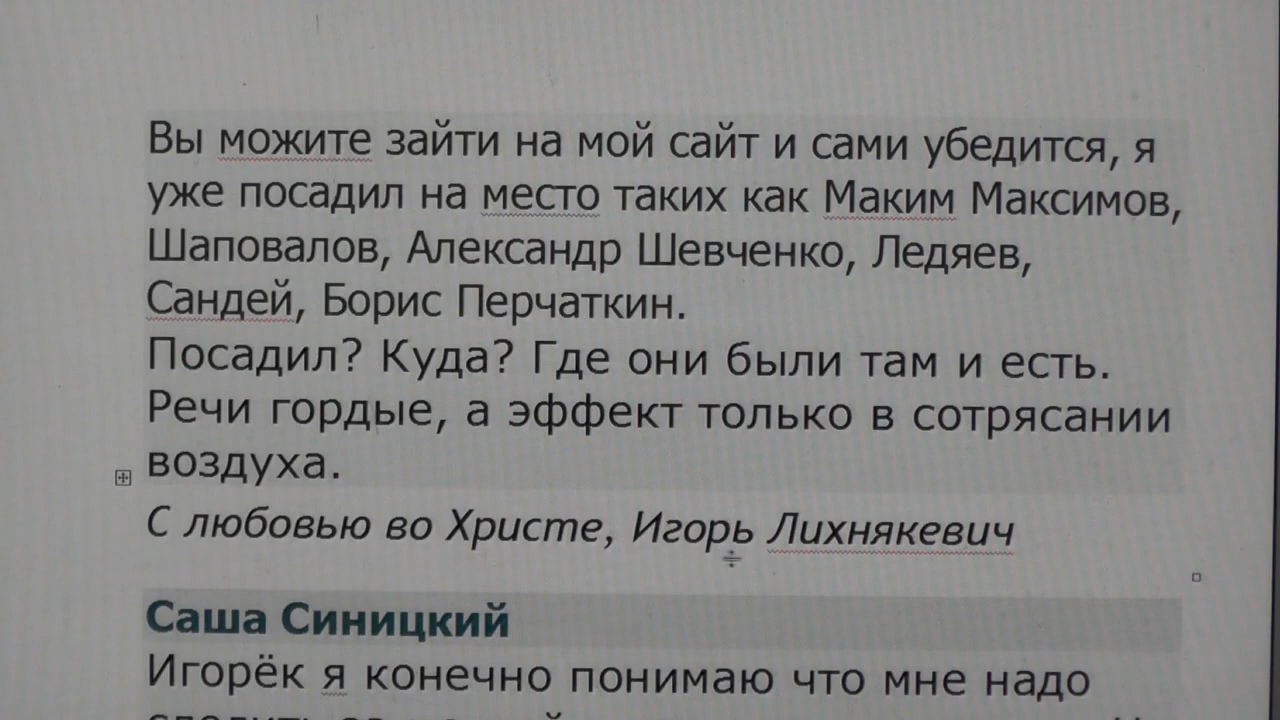 Вы можите зайти на мой сайт и сами убедится, я
уже посадил на место таких как Маким Максимов,
Шаповалов, Александр Шевченко, Ледяев,
Сандей, Борис Перчаткин.
Посадил? Куда? Где они были там и есть.
Речи гордые, а эффект только в сотрясании
воздуха.
С любовью во Христе, Игорь Лихнякевич
Саша Синицкий
Игорёк я конечно понимаю что мне надо